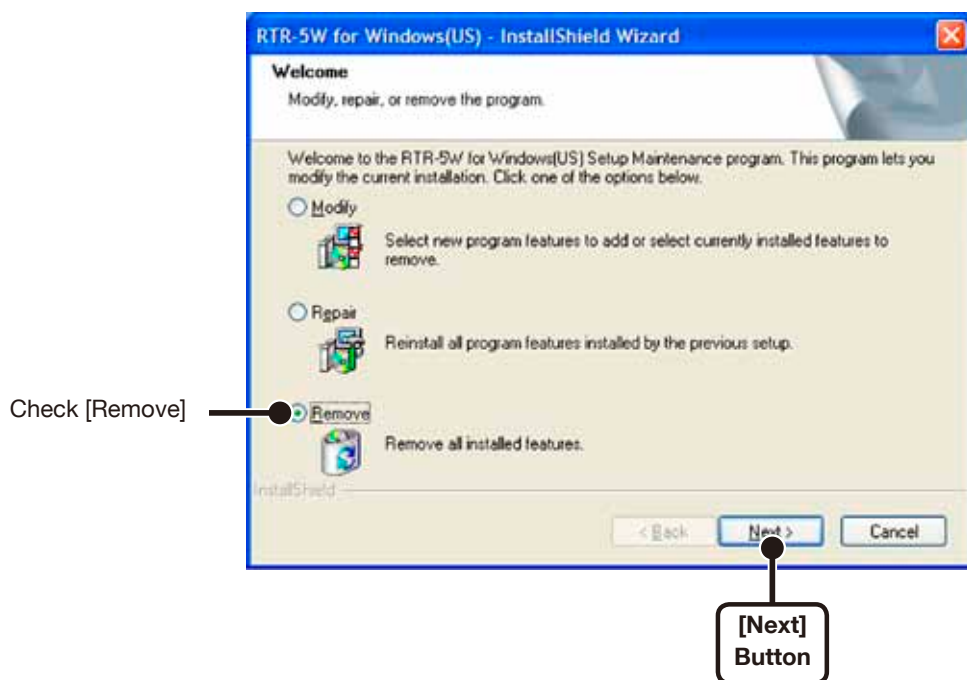 RTR-5W for Windows(US) - InstallShield Wizard
Welcome
Modify, repair, or remove the program.
Welcome to the RTR-5W for Windows(US) Setup Maintenance program. This program lets you
modify the current installation. Click one of the options below.
Modify
Select new program features to add or select currently installed features to
remove.
Repair
Reinstall all program features installed by the previous setup.
Check [Remove]
Remove
Remove all installed features.
InstallShield
< Back
Next >
Cancel
[Next]
Button